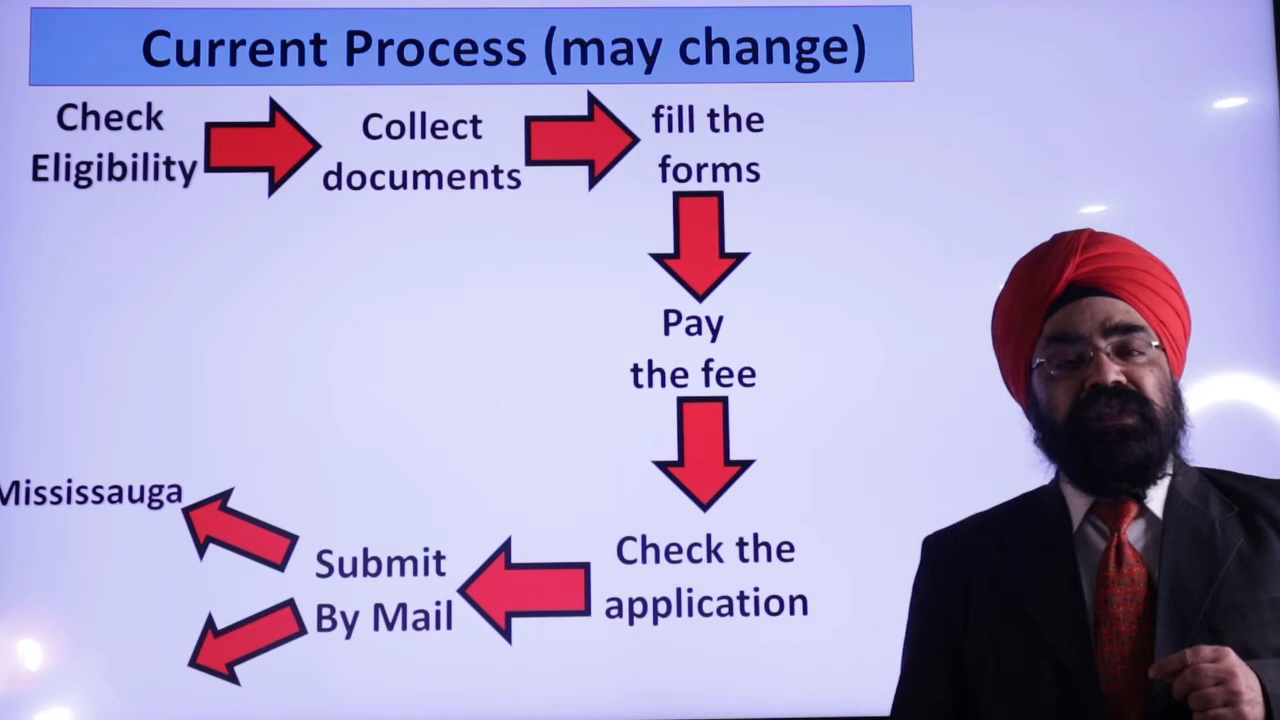 Current Process (may change)
Check
Eligibility
Collect
documents
fill the
forms
Pay
the fee
Check the
application
Submit
By Mail
Mississauga